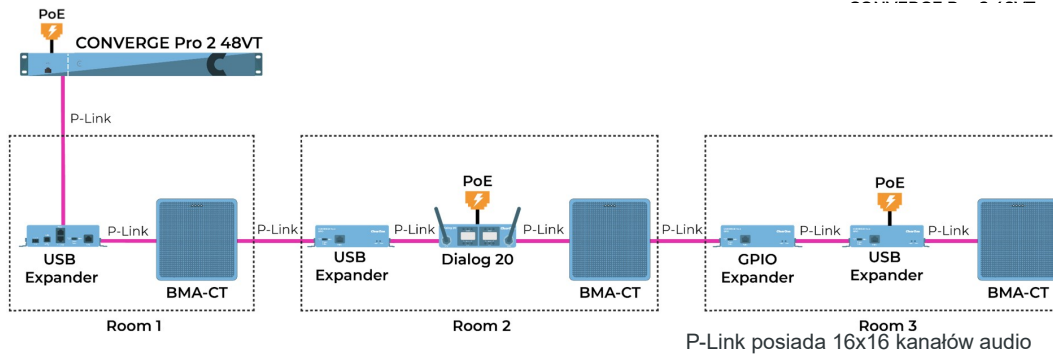 PoE
CONVERGE Pro 2 48VT
P-Link
PoE
PoE
P-Link
P-Link
P-Link
P-Link
P-Link
P-Link
P-Link
USB
Expander
BMA-CT
USB
Expander
Dialog 20
BMA-CT
GPIO
Expander
USB
Expander
BMA-CT
Room 1
Room 2
Room 3
P-Link posiada 16x16 kanałów audio